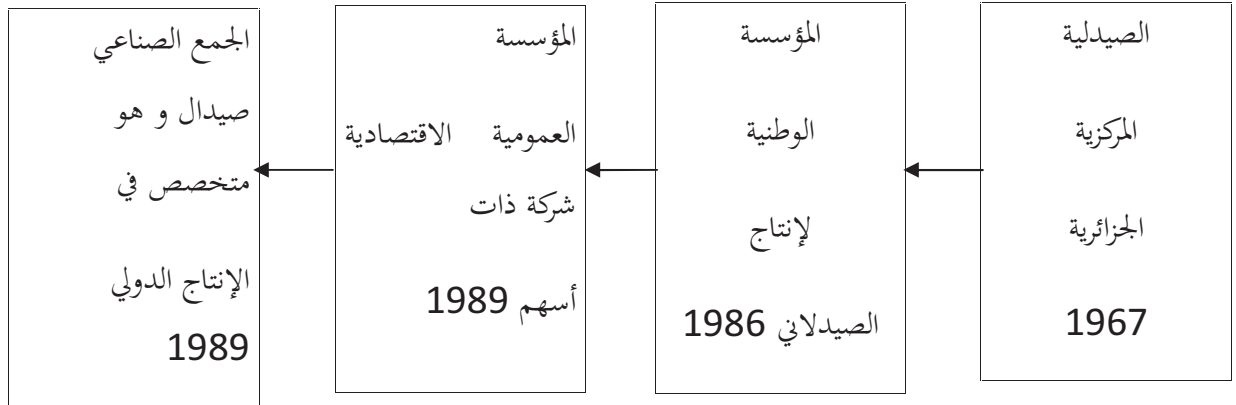 الصيدلية
المركزية
الجزائرية
1967
المؤسسة
الوطنية
لإنتاج
الصيدلاني 1986
المؤسسة
العمومية الاقتصادية
شركة ذات
أسهم 1989
الجمع الصناعي
صيدال و هو
متخصص في
الإنتاج الدولي
1989